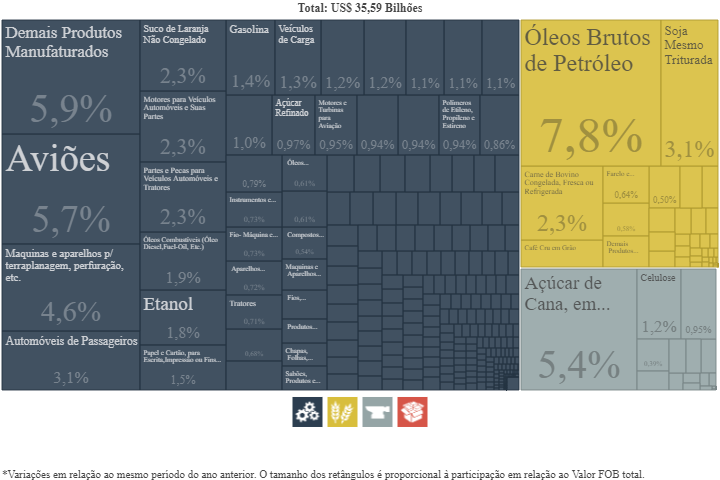 Total: US$ 35,59 Bilhões
Demais Produtos
Manufaturados
5,9%
Aviões
5,7%
Maquinas e aparelhos p/
terraplanagem, perfuração,
etc.
4,6%
Automóveis de Passageiros
3,1%
Suco de Laranja
Não Congelado
2,3%
Motores para Veículos
Automóveis e Suas
Partes
2,3%
Partes e Pecas para
Veículos Automóveis e
Tratores
2,3%
Óleos Combustíveis (Óleo
Diesel,Fuel-Oil, Etc.)
1,9%
Etanol
1,8%
Papel e Cartão, para
Escrita,Impressão ou Fins...
1,5%
Gasolina
1,4%
Veículos
de Carga
1,3%
1,2%
1,2%
1,1%
1,1%
1,1%
1,0%
Açúcar
Refinado
0,97%
Motores e
Turbinas
para
Aviação
0,95%
0,94%
0,94%
Polímeros
de Etileno,
Propileno e
Estireno
0,94%
0,86%
0,79%
Óleos...
0,61%
Instrumentos e...
0,73%
0,61%
Fio- Máquina e...
0,73%
Compostos...
0,54%
Aparelhos...
0,72%
Maquinas e
Aparelhos...
Tratores
0,71%
Fios,...
Produtos...
0,68%
Chapas,
Folhas,...
Sabões,
Produtos e...
Óleos Brutos
de Petróleo
7,8%
Soja
Mesmo
Triturada
3,1%
Carne de Bovino
Congelada, Fresca ou
Refrigerada
2,3%
Café Cru em Grão
Farelo e...
0,64%
0,50%
0,58%
Demais
Produtos...
Açúcar de
Cana, em...
5,4%
Celulose
1,2%
0,95%
*Variações em relação ao mesmo período do ano anterior. O tamanho dos retângulos é proporcional à participação em relação ao Valor FOB total.